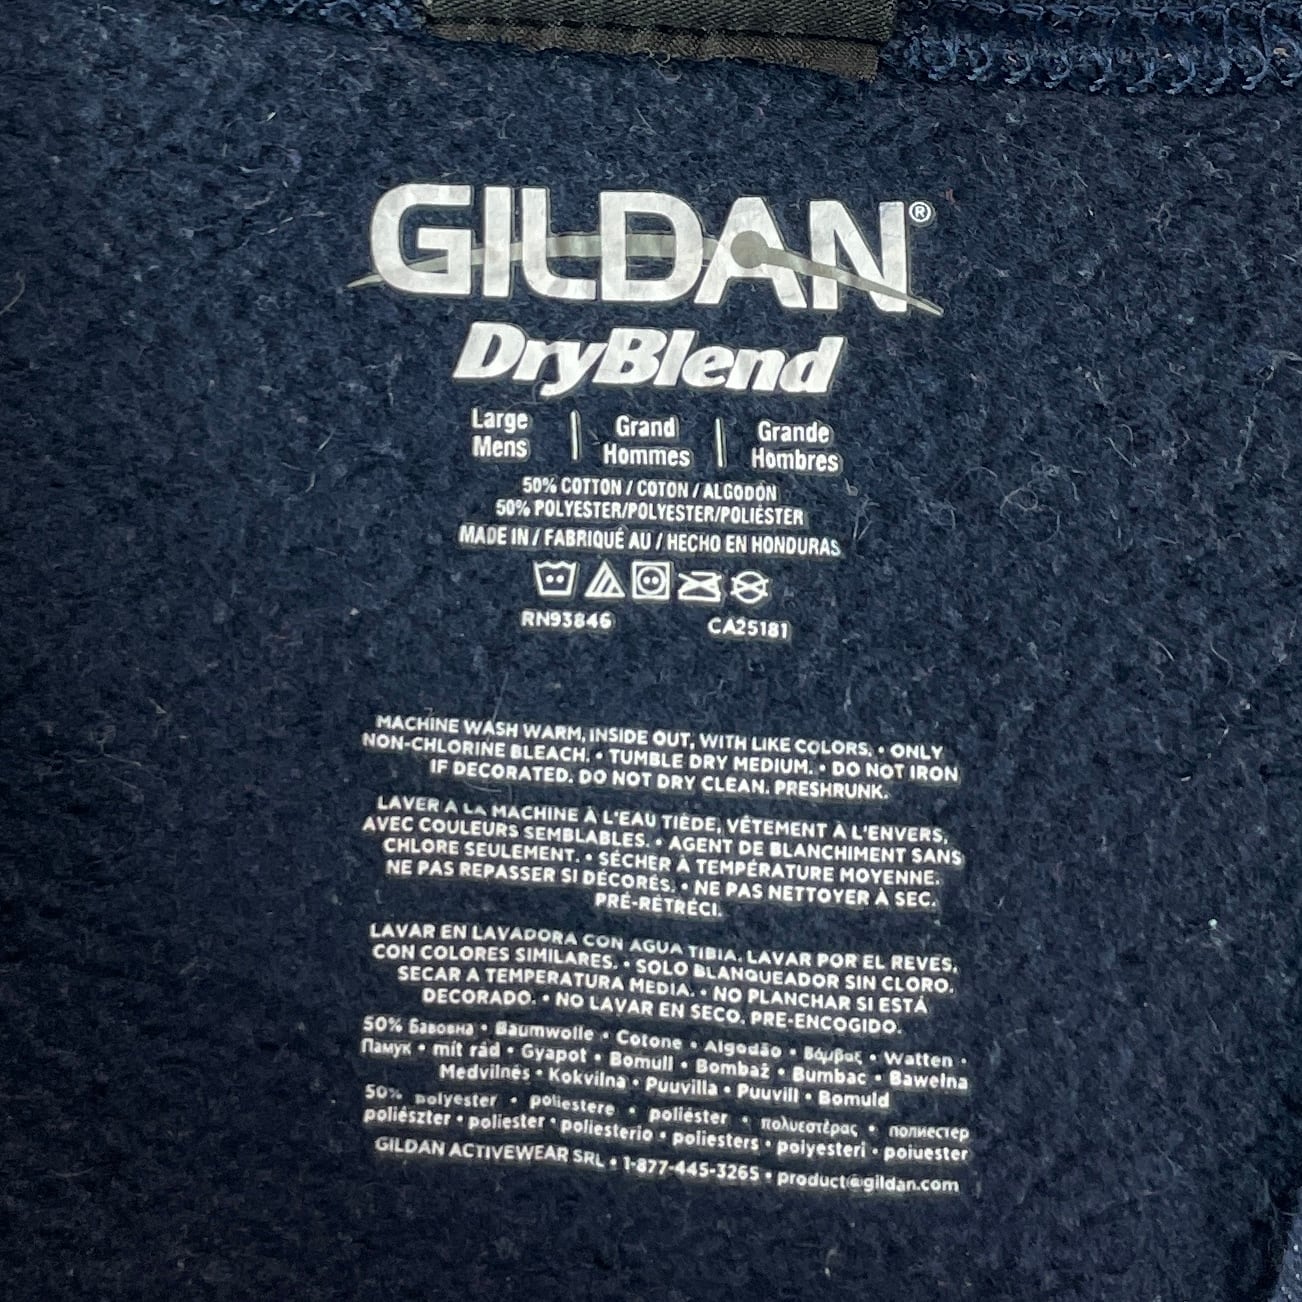 GILDAN®
DryBlend
Large Mens | Grand Hommes | Grande Hombres
50% COTTON / COTON / ALGODÓN
50% POLYESTER/POLYESTER/POLIÉSTER
MADE IN / FABRIQUÉ AU / HECHO EN HONDURAS
RN93846 CA25181
MACHINE WASH WARM, INSIDE OUT, WITH LIKE COLORS. • ONLY
NON-CHLORINE BLEACH. • TUMBLE DRY MEDIUM. • DO NOT IRON
IF DECORATED. DO NOT DRY CLEAN. PRESHRUNK.
LAVER A LA MACHINE À L'EAU TIÈDE, VÊTEMENT À L'ENVERS,
AVEC COULEURS SEMBLABLES. • AGENT DE BLANCHIMENT SANS
CHLORE SEULEMENT. • SÉCHER À TEMPÉRATURE MOYENNE.
NE PAS REPASSER SI DÉCORÉS. • NE PAS NETTOYER À SEC.
PRÉ-RÉTRÉCI.
LAVAR EN LAVADORA CON AGUA TIBIA. LAVAR POR EL REVES,
CON COLORES SIMILARES. • SOLO BLANQUEADOR SIN CLORO.
SECAR A TEMPERATURA MEDIA. • NO PLANCHAR SI ESTÁ
DECORADO. • NO LAVAR EN SECO. PRE-ENCOGIDO.
50% Бавовна • Baumwolle • Cotone • Algodão • Βάμβας • Watten •
Памук • mít rád • Gyapot • Bomull • Bombaž • Bumbac • Bawełna
Medvilnės • Kokvilna • Puuvilla • Puuvill • Bomuld
50% polyester • poliestere • poliéster • πολυεστέρας • полиестер
poliészter • poliester • poliesterio • poliesters • polyesteri • poiuester
GILDAN ACTIVEWEAR SRL • 1-877-445-3265 • product@gildan.com